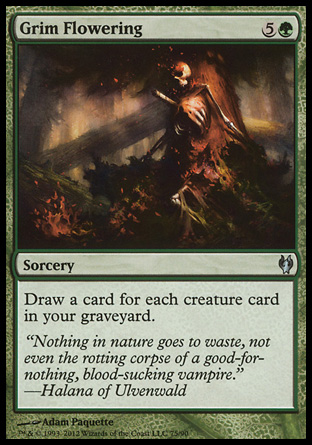 Grim Flowering 5
Sorcery
Draw a card for each creature card
in your graveyard.
“Nothing in nature goes to waste, not
even the rotting corpse of a good-for-
nothing, blood-sucking vampire.”
—Halana of Ulvenwald
Adam Paquette
™ & © 1993–2012 Wizards of the Coast LLC 75/90